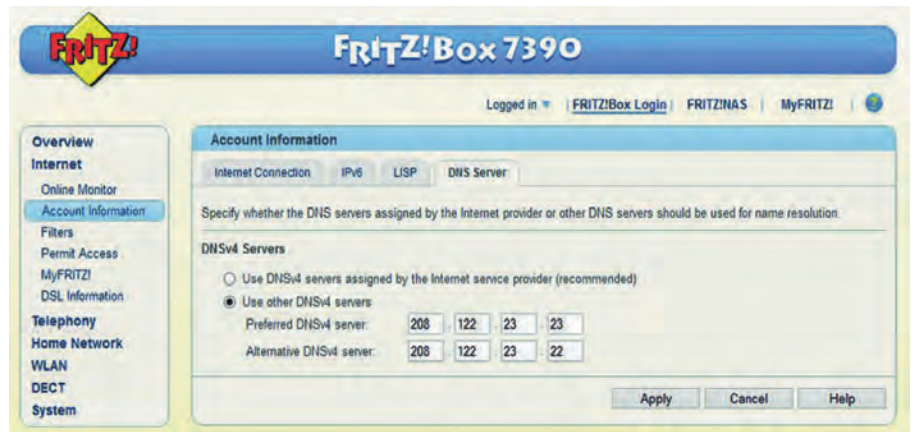 FRITZ!
FRITZ!Box 7390
Logged in | FRITZ!Box Login | FRITZ!NAS | MyFRITZ! | ?
Overview
Internet
Online Monitor
Account Information
Filters
Permit Access
MyFRITZ!
DSL Information
Telephony
Home Network
WLAN
DECT
System
Account Information
Internet Connection IPv6 LISP DNS Server
Specify whether the DNS servers assigned by the Internet provider or other DNS servers should be used for name resolution.
DNSv4 Servers
Use DNSv4 servers assigned by the Internet service provider (recommended)
Use other DNSv4 servers
Preferred DNSv4 server: 208 . 122 . 23 . 23
Alternative DNSv4 server: 208 . 122 . 23 . 22
Apply Cancel Help